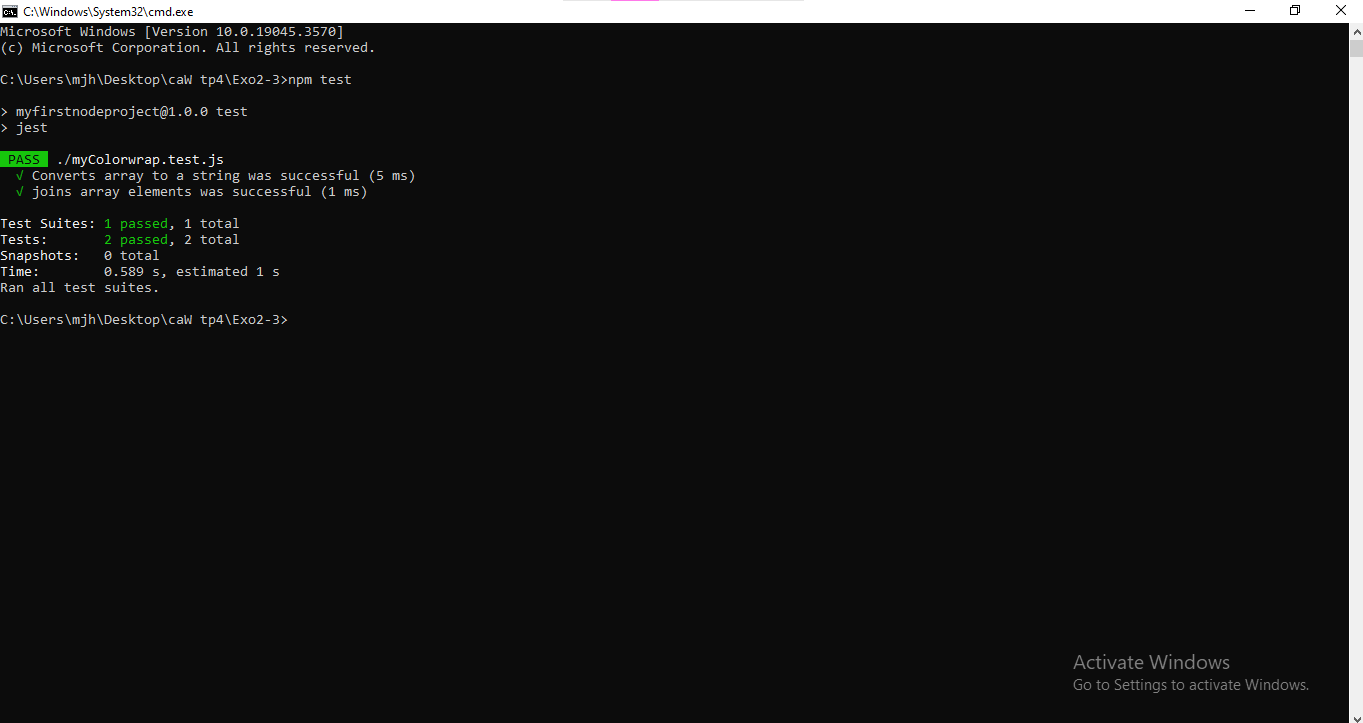 C:\Windows\System32\cmd.exe
Microsoft Windows [Version 10.0.19045.3570]
(c) Microsoft Corporation. All rights reserved.
C:\Users\mjh\Desktop\caW tp4\Exo2-3>npm test
> myfirstnodeproject@1.0.0 test
> jest
PASS ./myColorwrap.test.js
√ Converts array to a string was successful (5 ms)
√ joins array elements was successful (1 ms)
Test Suites: 1 passed, 1 total
Tests: 2 passed, 2 total
Snapshots: 0 total
Time: 0.589 s, estimated 1 s
Ran all test suites.
C:\Users\mjh\Desktop\caW tp4\Exo2-3>
Activate Windows
Go to Settings to activate Windows.